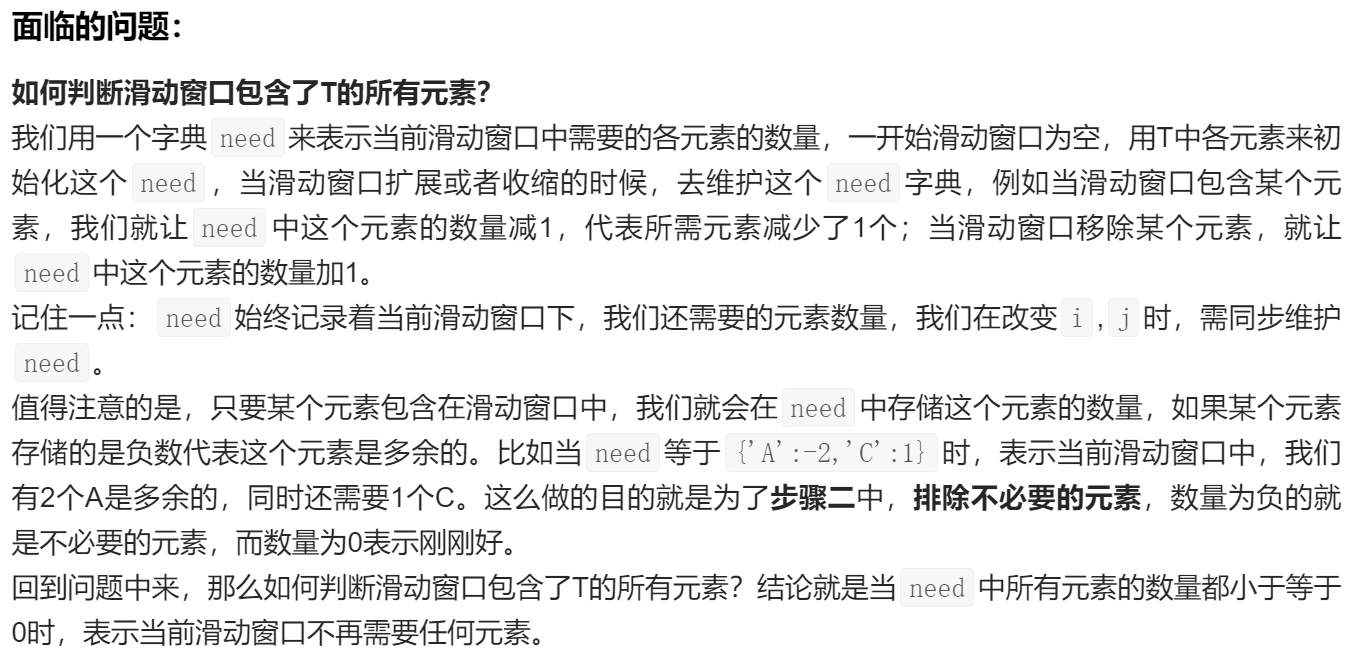 面临的问题：
如何判断滑动窗口包含了T的所有元素？
我们用一个字典 need 来表示当前滑动窗口中需要的各元素的数量，一开始滑动窗口为空，用T中各元素来初
始化这个 need ，当滑动窗口扩展或者收缩的时候，去维护这个 need 字典，例如当滑动窗口包含某个元
素，我们就让 need 中这个元素的数量减1，代表所需元素减少了1个；当滑动窗口移除某个元素，就让
need 中这个元素的数量加1。
记住一点： need 始终记录着当前滑动窗口下，我们还需要的元素数量，我们在改变 i , j 时，需同步维护
need 。
值得注意的是，只要某个元素包含在滑动窗口中，我们就会在 need 中存储这个元素的数量，如果某个元素
存储的是负数代表这个元素是多余的。比如当 need 等于 {'A':-2,'C':1} 时，表示当前滑动窗口中，我们
有2个A是多余的，同时还需要1个C。这么做的目的就是为了步骤二中，排除不必要的元素，数量为负的就
是不必要的元素，而数量为0表示刚刚好。
回到问题中来，那么如何判断滑动窗口包含了T的所有元素？结论就是当 need 中所有元素的数量都小于等于
0时，表示当前滑动窗口不再需要任何元素。